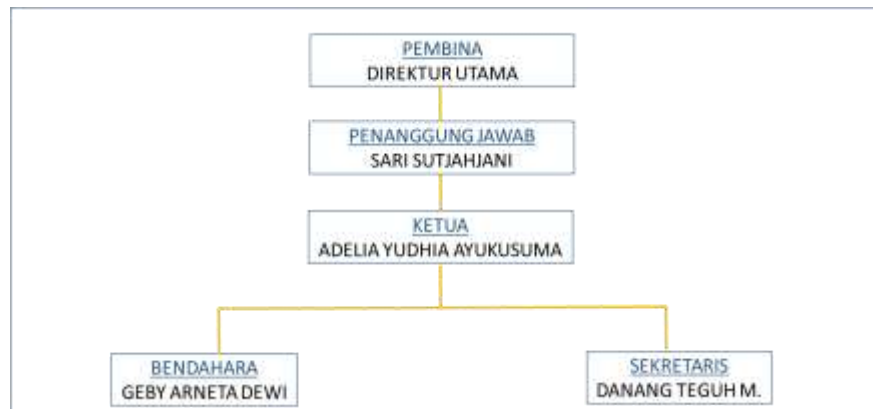 PEMBINA
DIREKTUR UTAMA
PENANGGUNG JAWAB
SARI SUTJAHJANI
KETUA
ADELIA YUDHIA AYUKUSUMA
BENDAHARA
GEBY ARNETA DEWI
SEKRETARIS
DANANG TEGUH M.